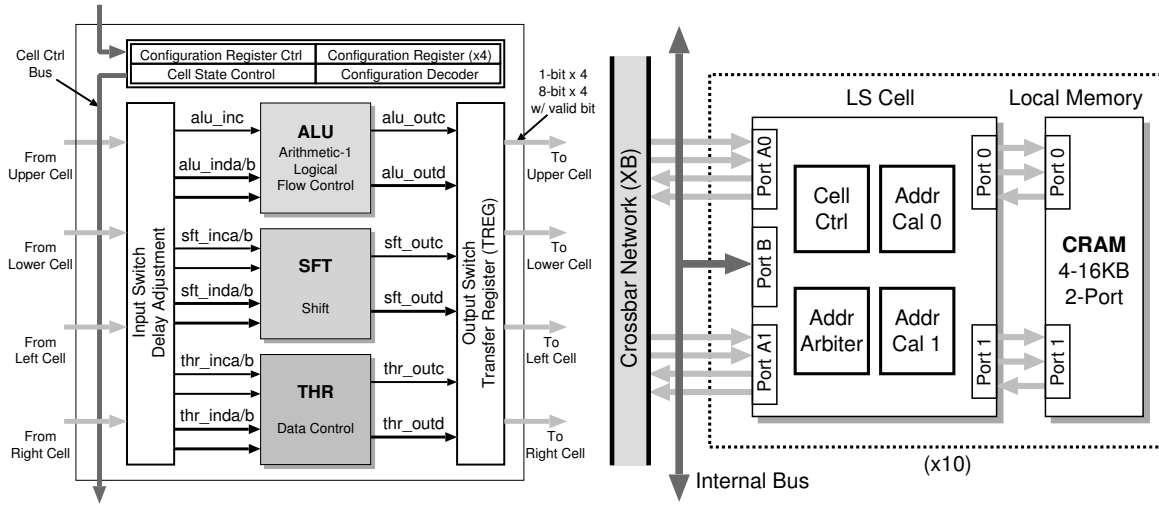 Cell Ctrl
Bus
Configuration Register Ctrl
Configuration Register (x4)
Cell State Control
Configuration Decoder
1-bit x 4
8-bit x 4
w/ valid bit
From
Upper Cell
From
Lower Cell
From
Left Cell
From
Right Cell
Input Switch
Delay Adjustment
alu_inc
alu_inda/b
sft_inca/b
sft_inda/b
thr_inca/b
thr_inda/b
ALU
Arithmetic-1
Logical
Flow Control
SFT
Shift
THR
Data Control
alu_outc
alu_outd
sft_outc
sft_outd
thr_outc
thr_outd
Output Switch
Transfer Register (TREG)
To
Upper Cell
To
Lower Cell
To
Left Cell
To
Right Cell
Crossbar Network (XB)
Internal Bus
LS Cell
Port A0
Port B
Port A1
Cell
Ctrl
Addr
Cal 0
Addr
Arbiter
Addr
Cal 1
Port 0
Port 1
Local Memory
Port 0
Port 1
CRAM
4-16KB
2-Port
(x10)